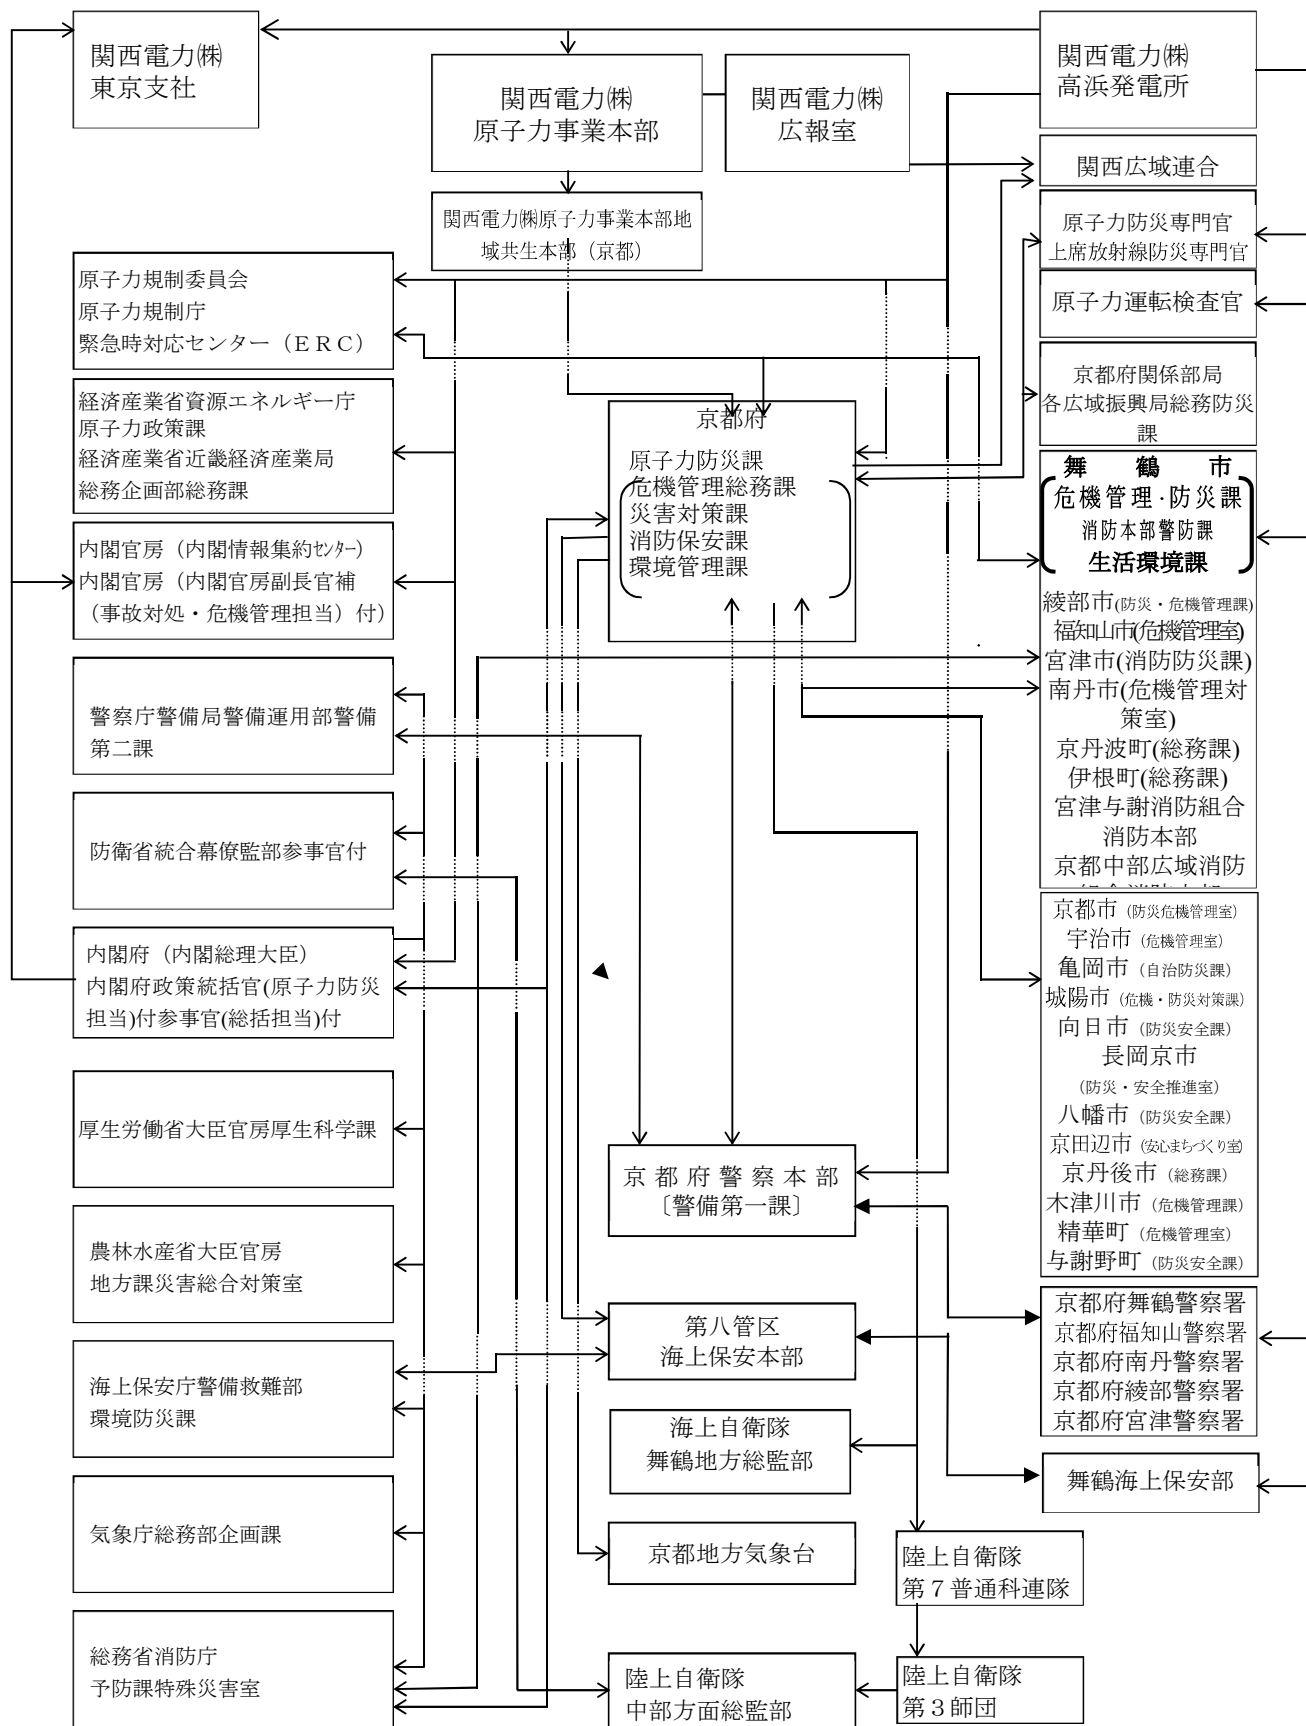 関西電力㈱
東京支社
関西電力㈱
原子力事業本部
関西電力㈱
広報室
関西電力㈱
高浜発電所
関西広域連合
関西電力㈱原子力事業本部地
域共生本部（京都）
原子力防災専門官
上席放射線防災専門官
原子力規制委員会
原子力規制庁
緊急時対応センター（ＥＲＣ）
原子力運転検査官
京都府関係部局
各広域振興局総務防災
課
経済産業省資源エネルギー庁
原子力政策課
経済産業省近畿経済産業局
総務企画部総務課
京都府
原子力防災課
危機管理総務課
災害対策課
消防保安課
環境管理課
舞　鶴　市
危機管理・防災課
消防本部警防課
生活環境課
綾部市(防災・危機管理課)
福知山市(危機管理室)
宮津市(消防防災課)
南丹市(危機管理対
策室)
京丹波町(総務課)
伊根町(総務課)
宮津与謝消防組合
消防本部
京都中部広域消防
内閣官房（内閣情報集約センター）
内閣官房（内閣官房副長官補
（事故対処・危機管理担当）付）
警察庁警備局警備運用部警備
第二課
防衛省統合幕僚監部参事官付
内閣府（内閣総理大臣）
内閣府政策統括官(原子力防災
担当)付参事官(総括担当)付
京都市（防災危機管理室）
宇治市（危機管理室）
亀岡市（自治防災課）
城陽市（危機・防災対策課）
向日市（防災安全課）
長岡京市
（防災・安全推進室）
八幡市（防災安全課）
京田辺市（安心まちづくり室）
京丹後市（総務課）
木津川市（危機管理課）
精華町（危機管理室）
与謝野町（防災安全課）
厚生労働省大臣官房厚生科学課
京都府警察本部
〔警備第一課〕
農林水産省大臣官房
地方課災害総合対策室
第八管区
海上保安本部
京都府舞鶴警察署
京都府福知山警察署
京都府南丹警察署
京都府綾部警察署
京都府宮津警察署
海上保安庁警備救難部
環境防災課
海上自衛隊
舞鶴地方総監部
舞鶴海上保安部
気象庁総務部企画課
京都地方気象台
陸上自衛隊
第７普通科連隊
総務省消防庁
予防課特殊災害室
陸上自衛隊
中部方面総監部
陸上自衛隊
第３師団